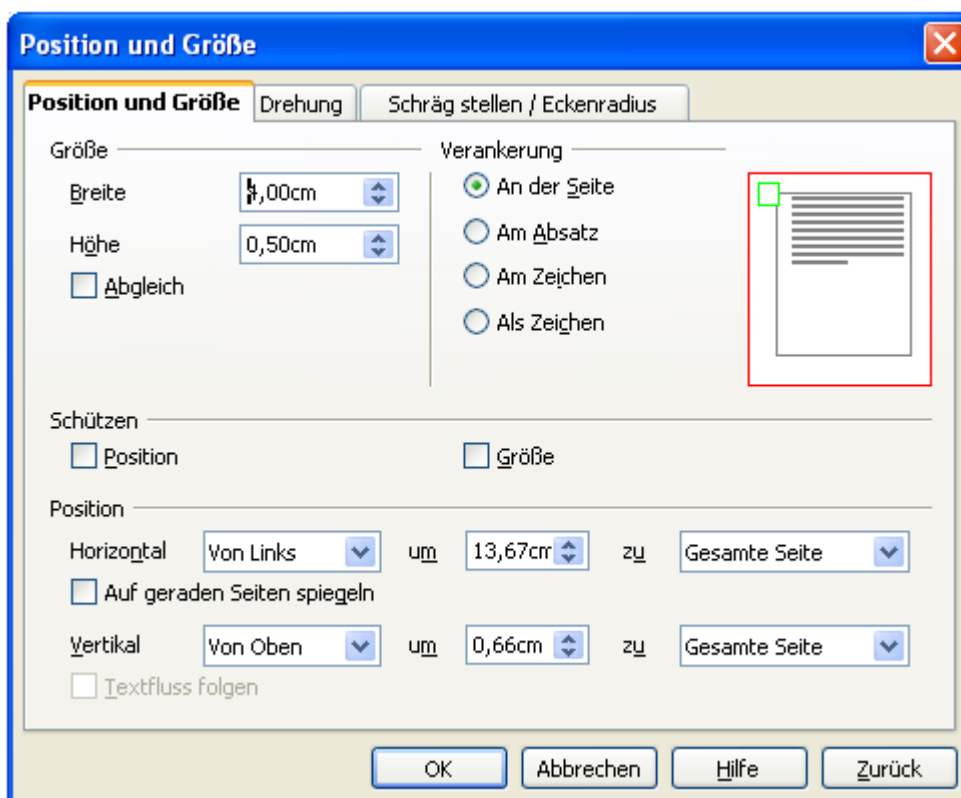 Position und Größe
Position und Größe Drehung Schräg stellen / Eckenradius
Größe
Breite
Höhe 0,50cm
Abgleich
Verankerung
An der Seite
Am Absatz
Am Zeichen
Als Zeichen
Schützen
Position Größe
Position
Horizontal Von Links um 13,67cm zu Gesamte Seite
Auf geraden Seiten spiegeln
Vertikal Von Oben um 0,66cm zu Gesamte Seite
Textfluss folgen
OK Abbrechen Hilfe Zurück